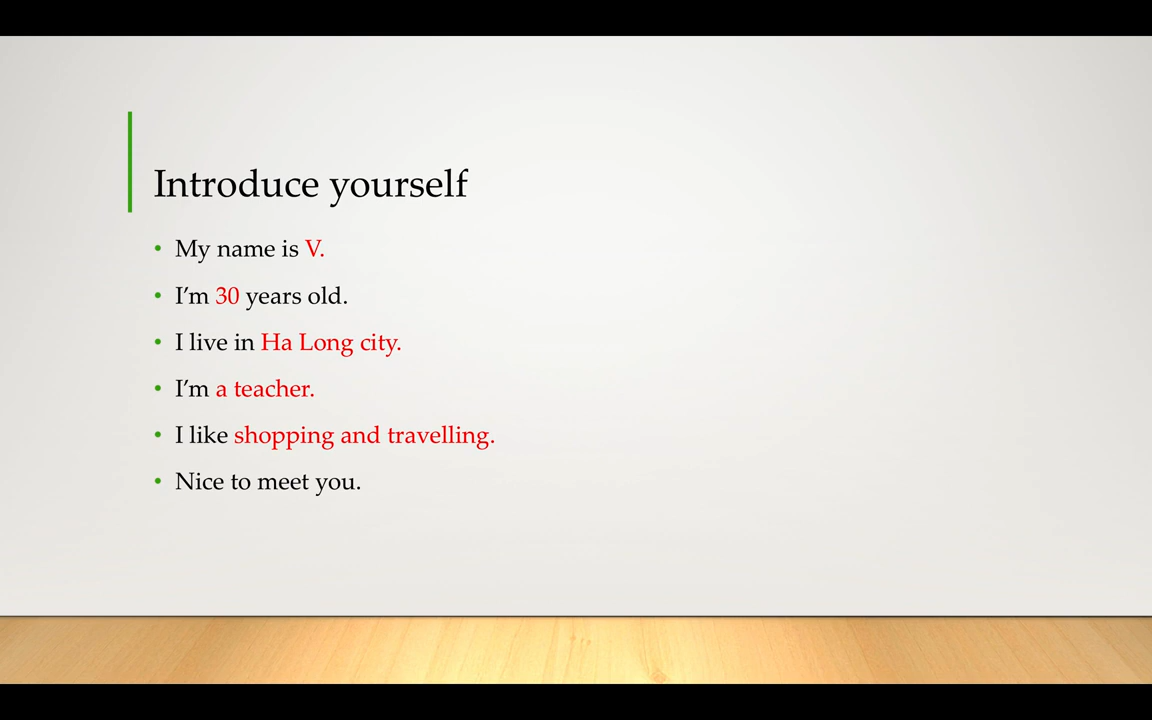 Introduce yourself
• My name is V.
• I’m 30 years old.
• I live in Ha Long city.
• I’m a teacher.
• I like shopping and travelling.
• Nice to meet you.